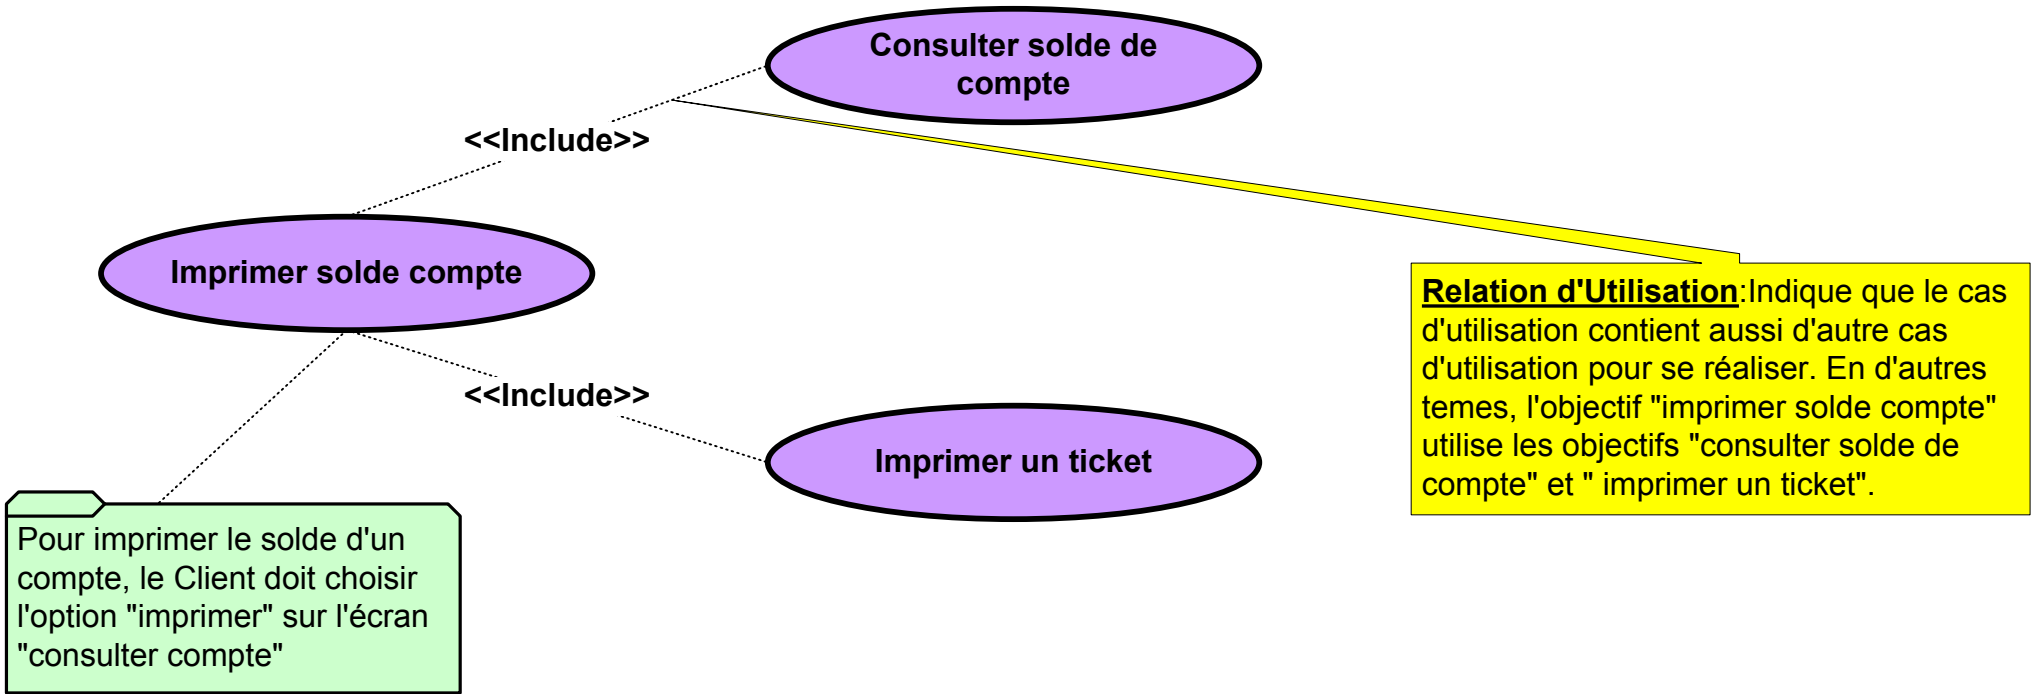 Consulter solde de
compte
<<Include>>
Imprimer solde compte
Relation d'Utilisation:Indique que le cas
d'utilisation contient aussi d'autre cas
d'utilisation pour se réaliser. En d'autres
temes, l'objectif "imprimer solde compte"
utilise les objectifs "consulter solde de
compte" et " imprimer un ticket".
<<Include>>
Imprimer un ticket
Pour imprimer le solde d'un
compte, le Client doit choisir
l'option "imprimer" sur l'écran
"consulter compte"